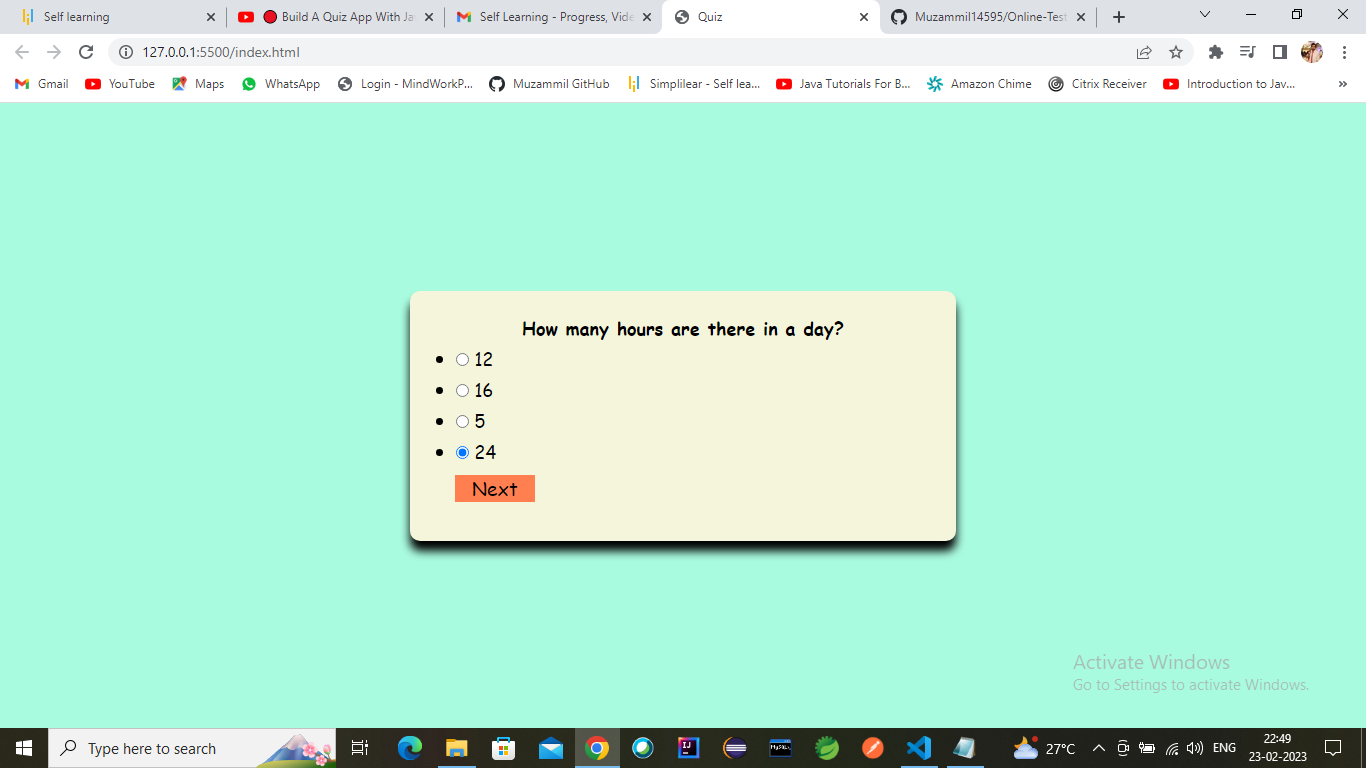 Self learning
Build A Quiz App With Ja
Self Learning - Progress, Vide
Quiz
Muzammil14595/Online-Test
127.0.0.1:5500/index.html
Gmail
YouTube
Maps
WhatsApp
Login - MindWorkP...
Muzammil GitHub
Simplilear - Self lea...
Java Tutorials For B...
Amazon Chime
Citrix Receiver
Introduction to Jav...
»
How many hours are there in a day?
12
16
5
24
Next
Activate Windows
Go to Settings to activate Windows.
Type here to search
27°C
ENG
22:49
23-02-2023